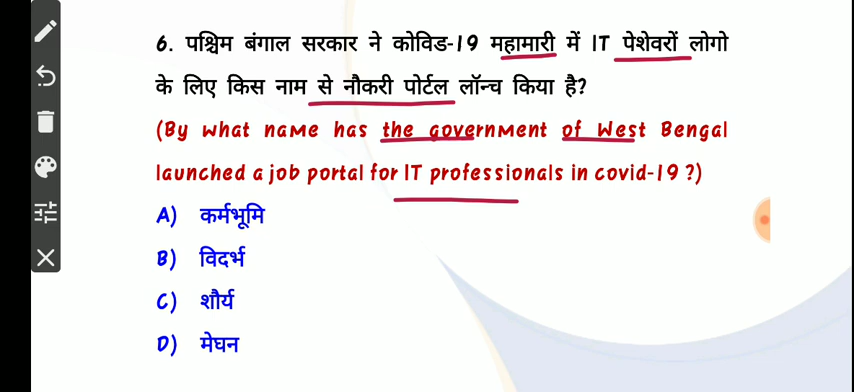 6. पश्चिम बंगाल सरकार ने कोविड-19 महामारी में IT पेशेवरों लोगो
के लिए किस नाम से नौकरी पोर्टल लॉन्च किया है?
(By what name has the government of West Bengal
launched a job portal for IT professionals in covid-19 ?)
A) कर्मभूमि
B) विदर्भ
C) शौर्य
D) मेघन